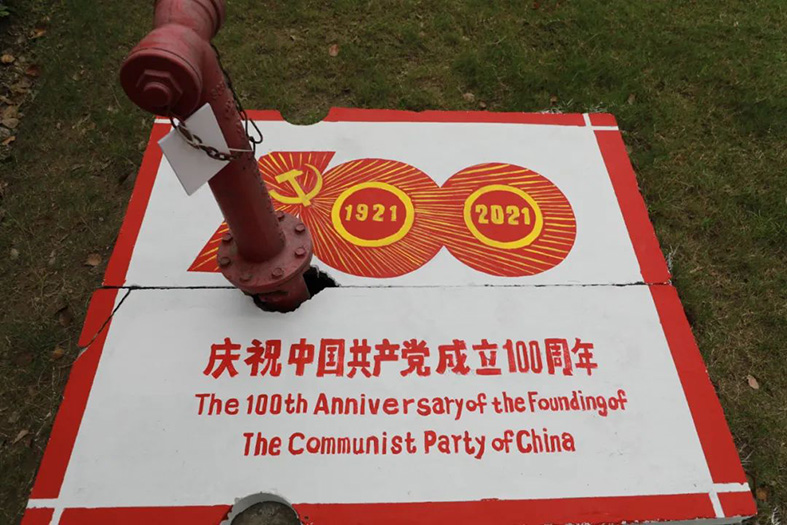 1921 2021
庆祝中国共产党成立100周年
The 100th Anniversary of the Founding of
The Communist Party of China